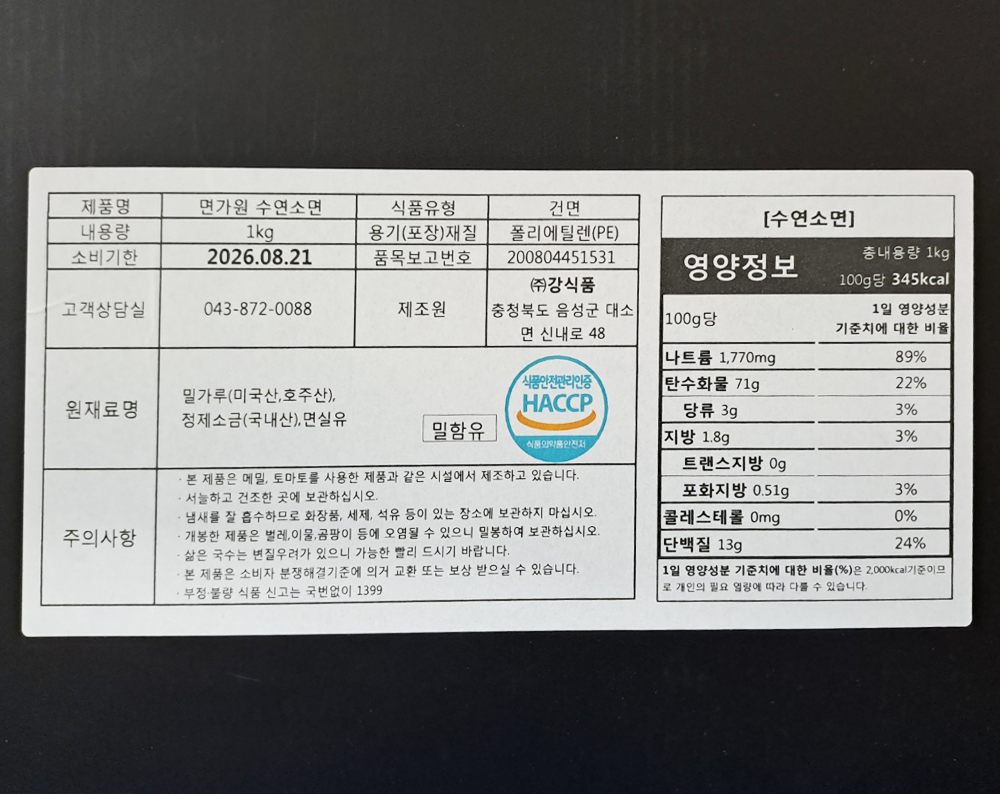 제품명 면가원 수연소면 식품유형 건면
내용량 1kg 용기(포장)재질 폴리에틸렌(PE)
소비기한 2026.08.21 품목보고번호 200804451531
고객상담실 043-872-0088 제조원 ㈜강식품
충청북도 음성군 대소
면 신내로 48
원재료명 밀가루(미국산,호주산),
정제소금(국내산),면실유
밀함유
식품안전관리인증
HACCP
식품의약품안전처
주의사항
· 본 제품은 메밀, 토마토를 사용한 제품과 같은 시설에서 제조하고 있습니다.
· 서늘하고 건조한 곳에 보관하십시오.
· 냄새를 잘 흡수하므로 화장품, 세제, 석유 등이 있는 장소에 보관하지 마십시오.
· 개봉한 제품은 벌레,이물,곰팡이 등에 오염될 수 있으니 밀봉하여 보관하십시오.
· 삶은 국수는 변질우려가 있으니 가능한 빨리 드시기 바랍니다.
· 본 제품은 소비자 분쟁해결기준에 의거 교환 또는 보상 받으실 수 있습니다.
· 부정·불량 식품 신고는 국번없이 1399
[수연소면]
영양정보 총내용량 1kg
100g당 345kcal
100g당 1일 영양성분
기준치에 대한 비율
나트륨 1,770mg 89%
탄수화물 71g 22%
당류 3g 3%
지방 1.8g 3%
트랜스지방 0g
포화지방 0.51g 3%
콜레스테롤 0mg 0%
단백질 13g 24%
1일 영양성분 기준치에 대한 비율(%)은 2,000kcal기준이므
로 개인의 필요 열량에 따라 다를 수 있습니다.